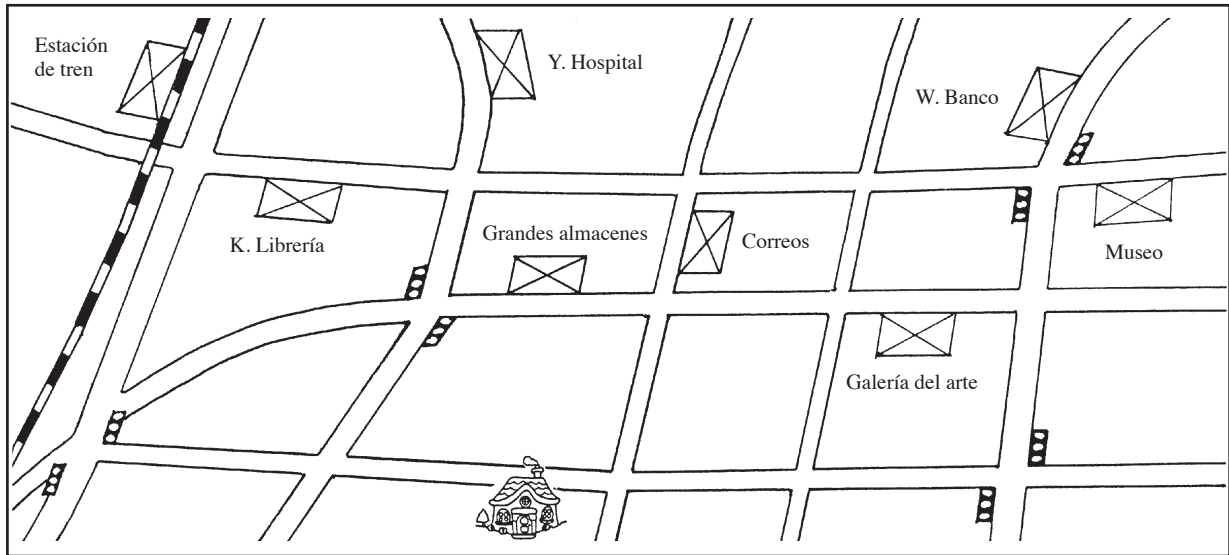 Estación
de tren
Y. Hospital
W. Banco
K. Librería
Grandes almacenes
Correos
Museo
Galería del arte